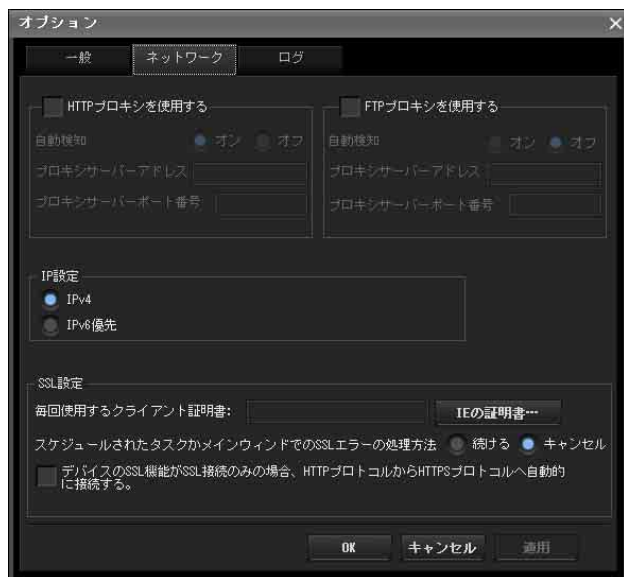 オプション
一般 ネットワーク ログ
HTTPプロキシを使用する
自動検知 オン オフ
プロキシサーバーアドレス
プロキシサーバーポート番号
FTPプロキシを使用する
自動検知 オン オフ
プロキシサーバーアドレス
プロキシサーバーポート番号
IP設定
IPv4
IPv6優先
SSL設定
毎回使用するクライアント証明書: IEの証明書…
スケジュールされたタスクかメインウィンドでのSSLエラーの処理方法 続ける キャンセル
デバイスのSSL機能がSSL接続のみの場合、HTTPプロトコルからHTTPSプロトコルへ自動的
に接続する。
OK キャンセル 適用